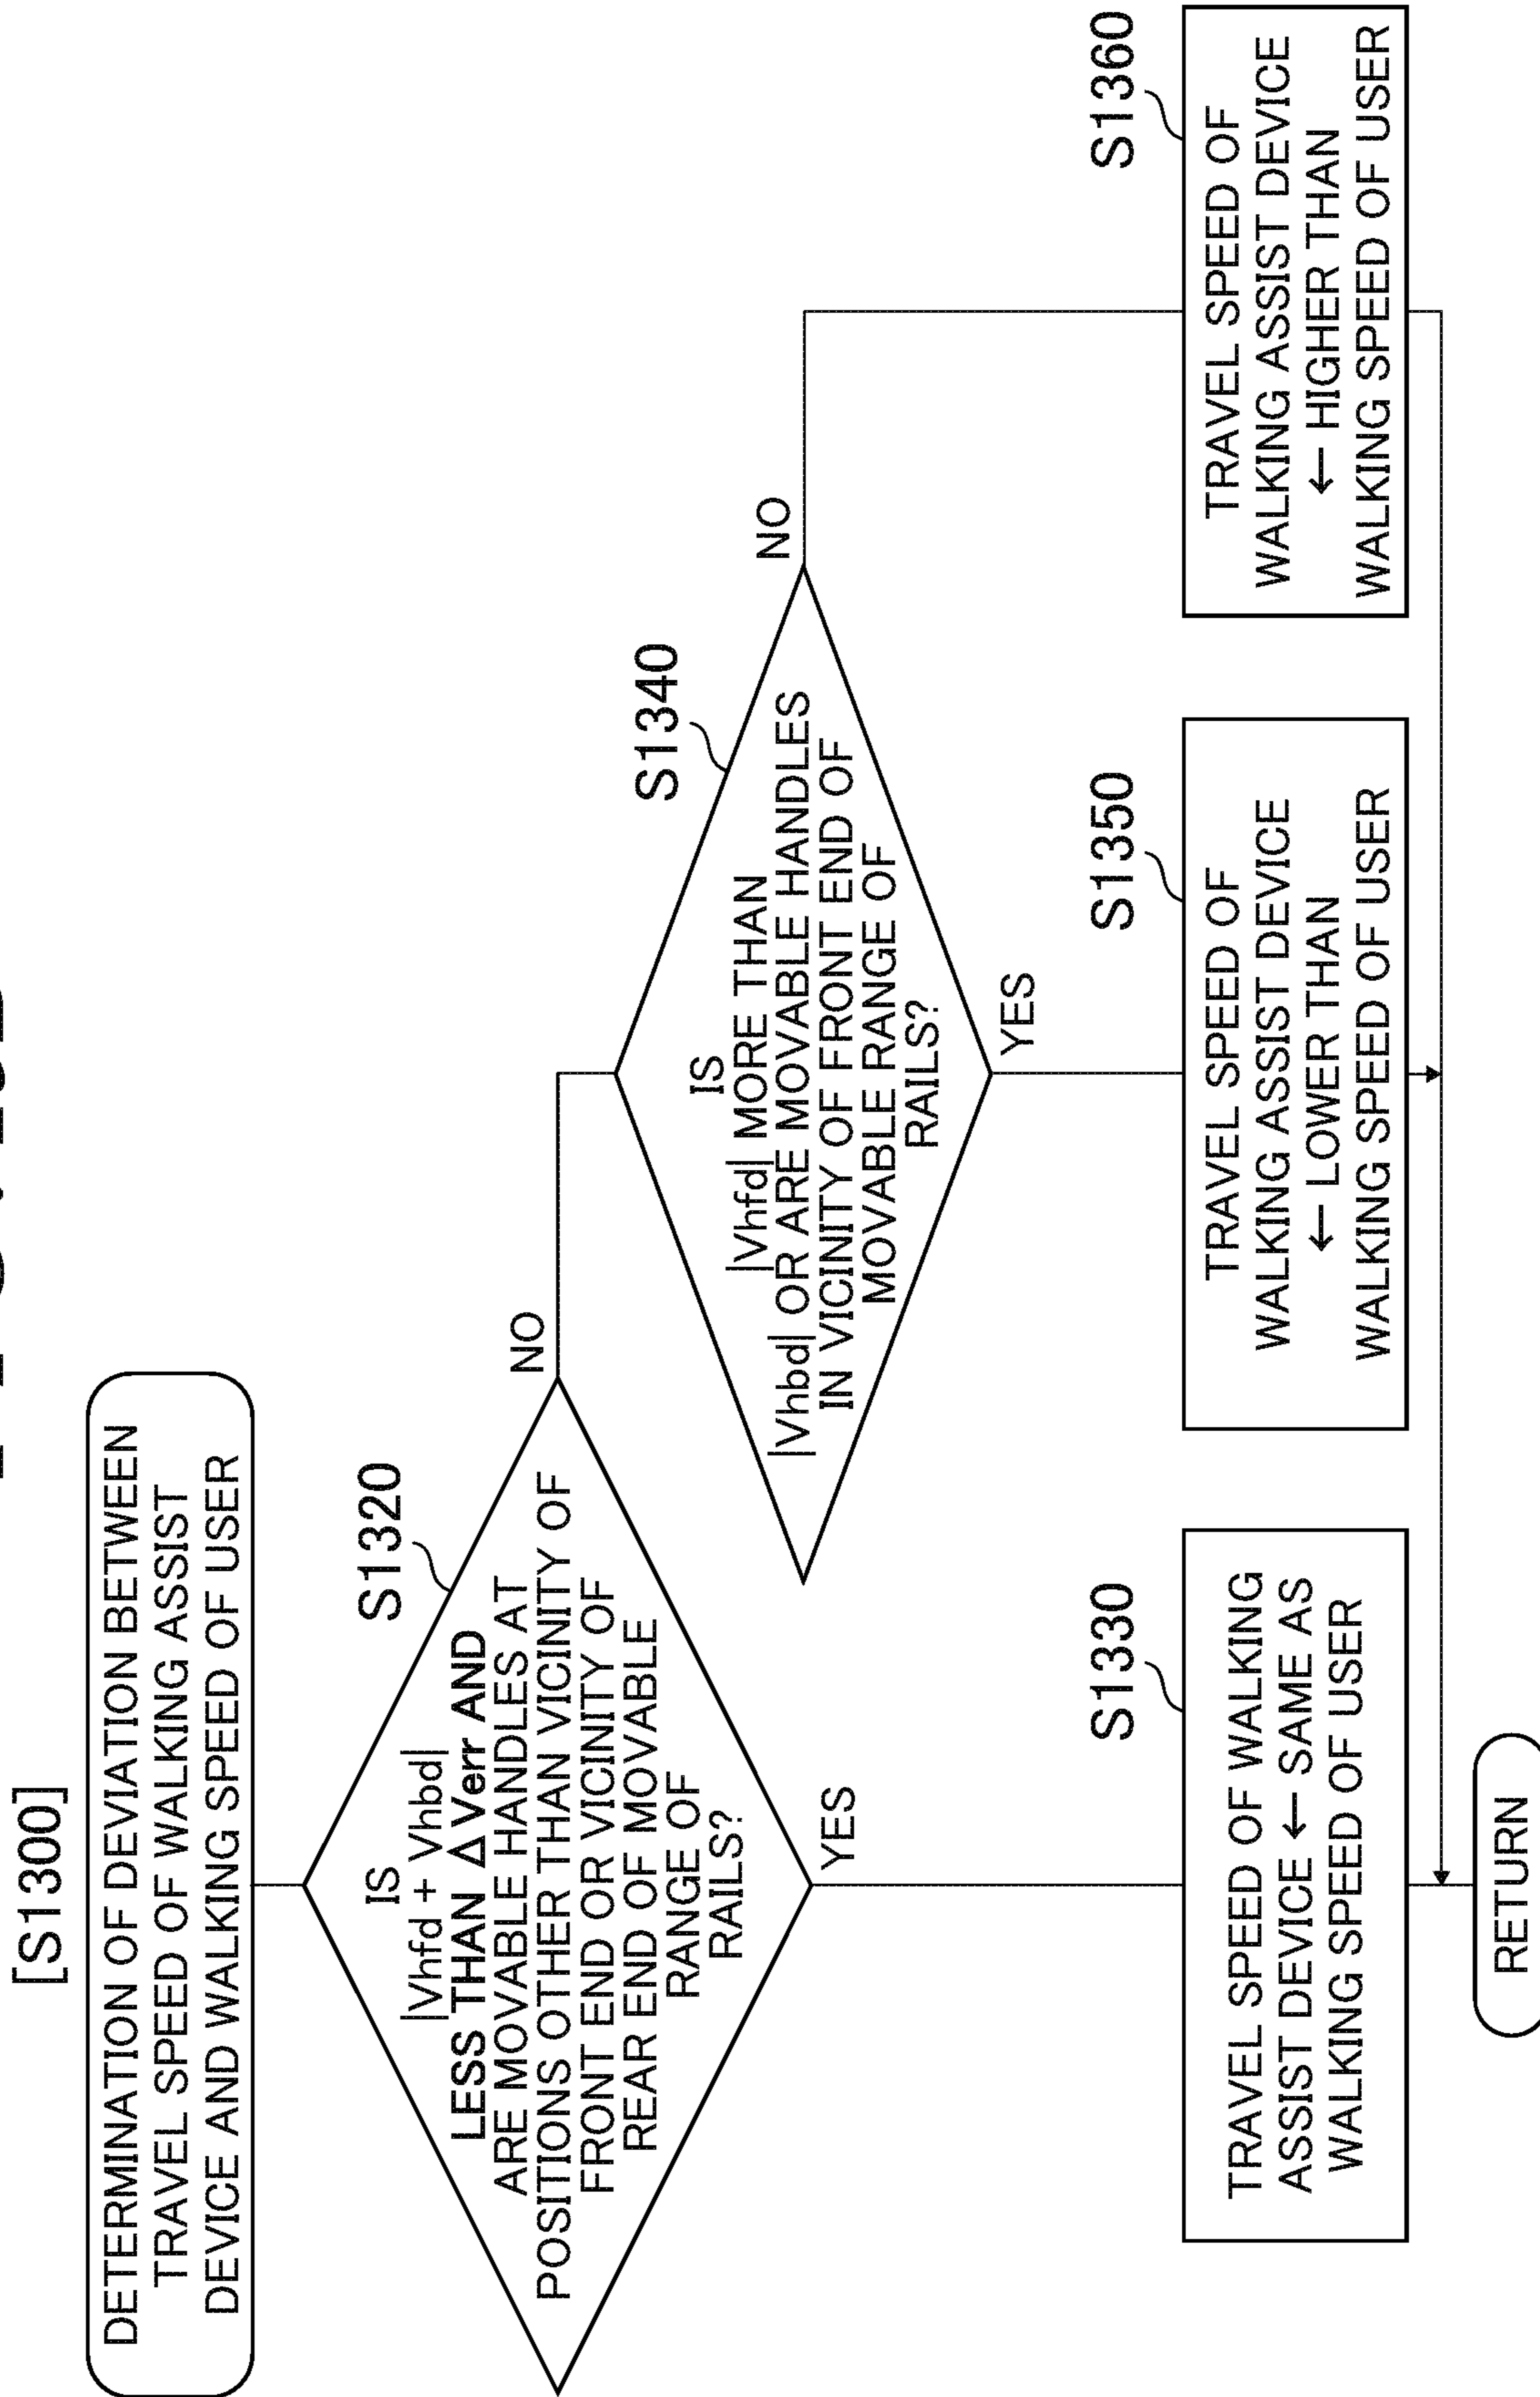 [S1300]
DETERMINATION OF DEVIATION BETWEEN
TRAVEL SPEED OF WALKING ASSIST
DEVICE AND WALKING SPEED OF USER
S1320
IS
|Vhfd + Vhbd|
LESS THAN Δ Verr AND
ARE MOVABLE HANDLES AT
POSITIONS OTHER THAN VICINITY OF
FRONT END OR VICINITY OF
REAR END OF MOVABLE
RANGE OF
RAILS?
NO
YES
S1340
IS
|Vhfd| MORE THAN
|Vhbd| OR ARE MOVABLE HANDLES
IN VICINITY OF FRONT END OF
MOVABLE RANGE OF
RAILS?
NO
YES
S1330
TRAVEL SPEED OF WALKING
ASSIST DEVICE ← SAME AS
WALKING SPEED OF USER
S1350
TRAVEL SPEED OF
WALKING ASSIST DEVICE
← LOWER THAN
WALKING SPEED OF USER
S1360
TRAVEL SPEED OF
WALKING ASSIST DEVICE
← HIGHER THAN
WALKING SPEED OF USER
RETURN